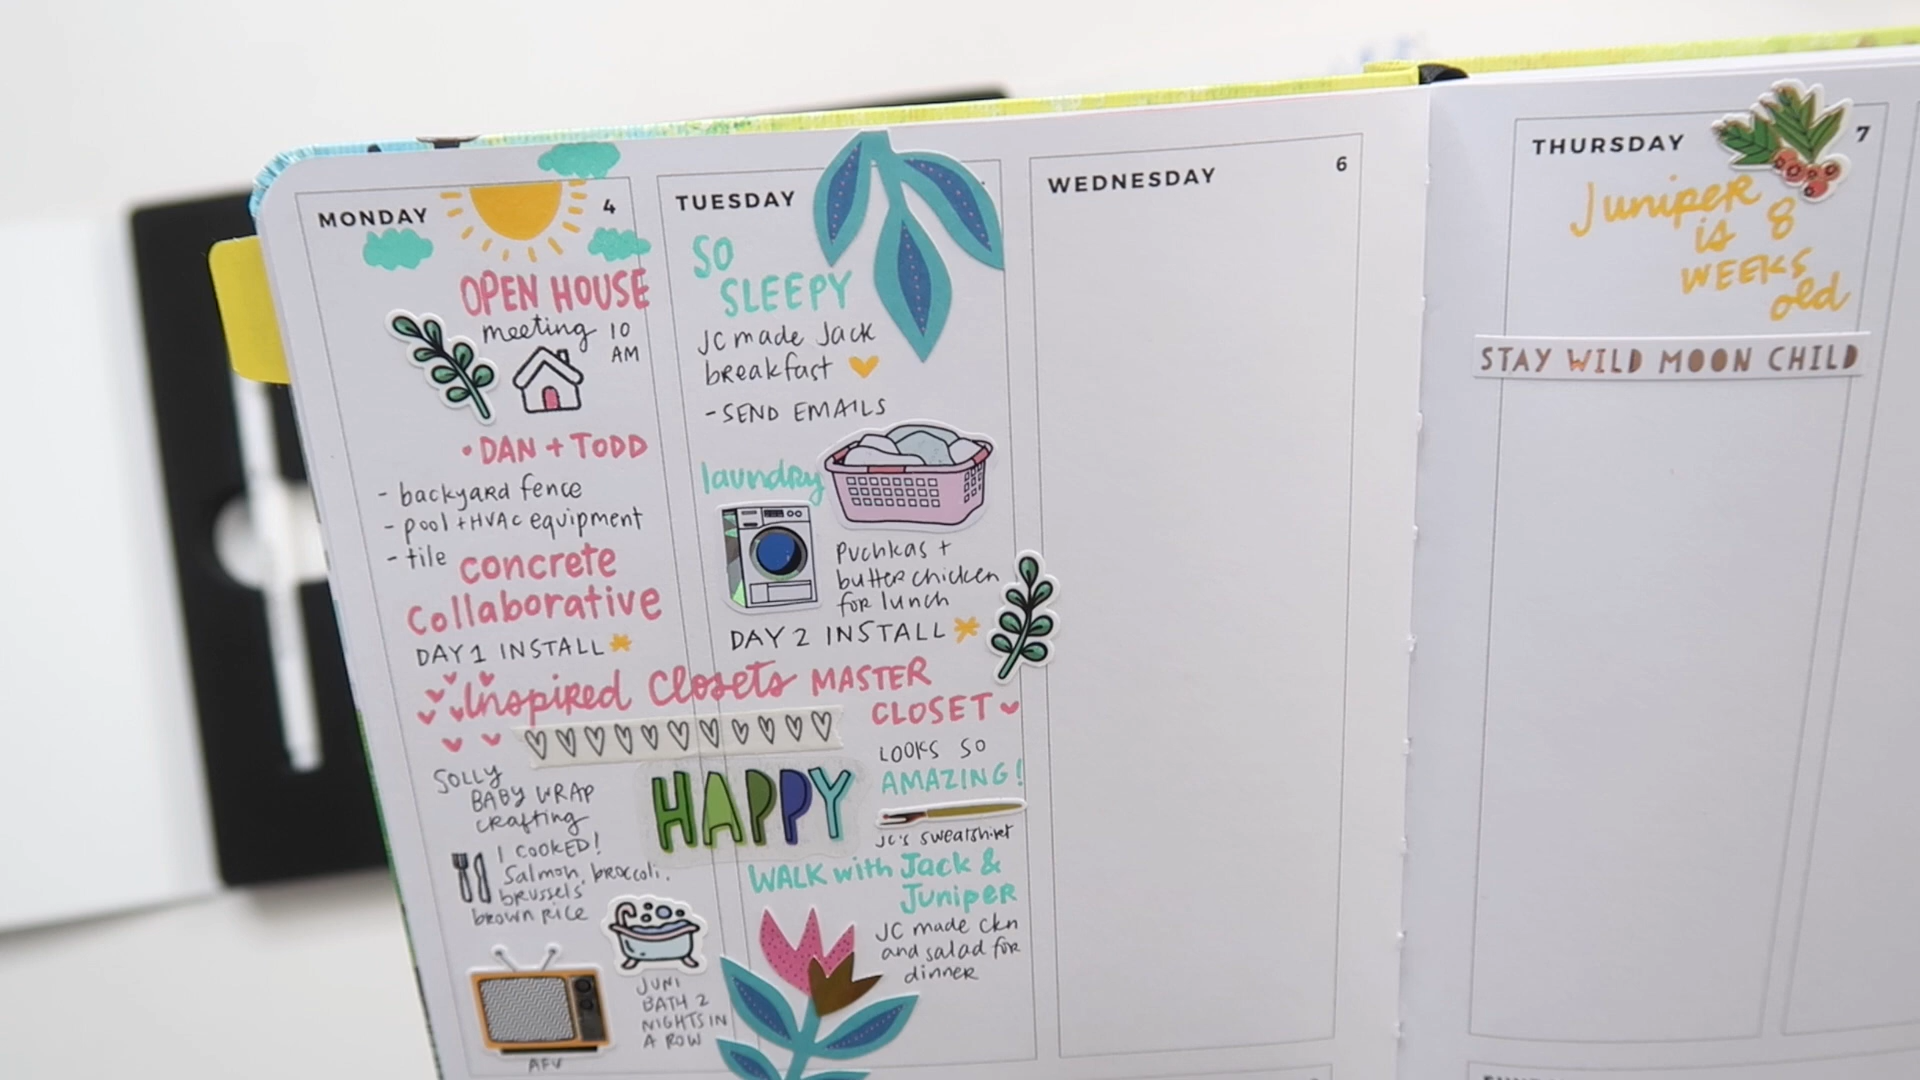 MONDAY
4
OPEN HOUSE
meeting 10
AM
• DAN + TODD
- backyard fence
- pool + HVAC equipment
- tile
concrete
Collaborative
DAY 1 INSTALL
Inspired Closets MASTER
CLOSET
SOLLY
BABY WRAP
crafting
I COOKED!
Salmon, broccoli,
brussels
brown rice
JUNI
BATH 2
NIGHTS IN
A ROW
AFV
HAPPY
TUESDAY
SO
SLEEPY
JC made Jack
breakfast
- SEND EMAILS
laundry
Puchkas +
butter chicken
for lunch
DAY 2 INSTALL
LOOKS SO
AMAZING!
JC's sweatshirt
WALK with Jack &
Juniper
JC made ckn
and salad for
dinner
WEDNESDAY
6
THURSDAY
7
Juniper
is 8
WEEKS
old
STAY WILD MOON CHILD